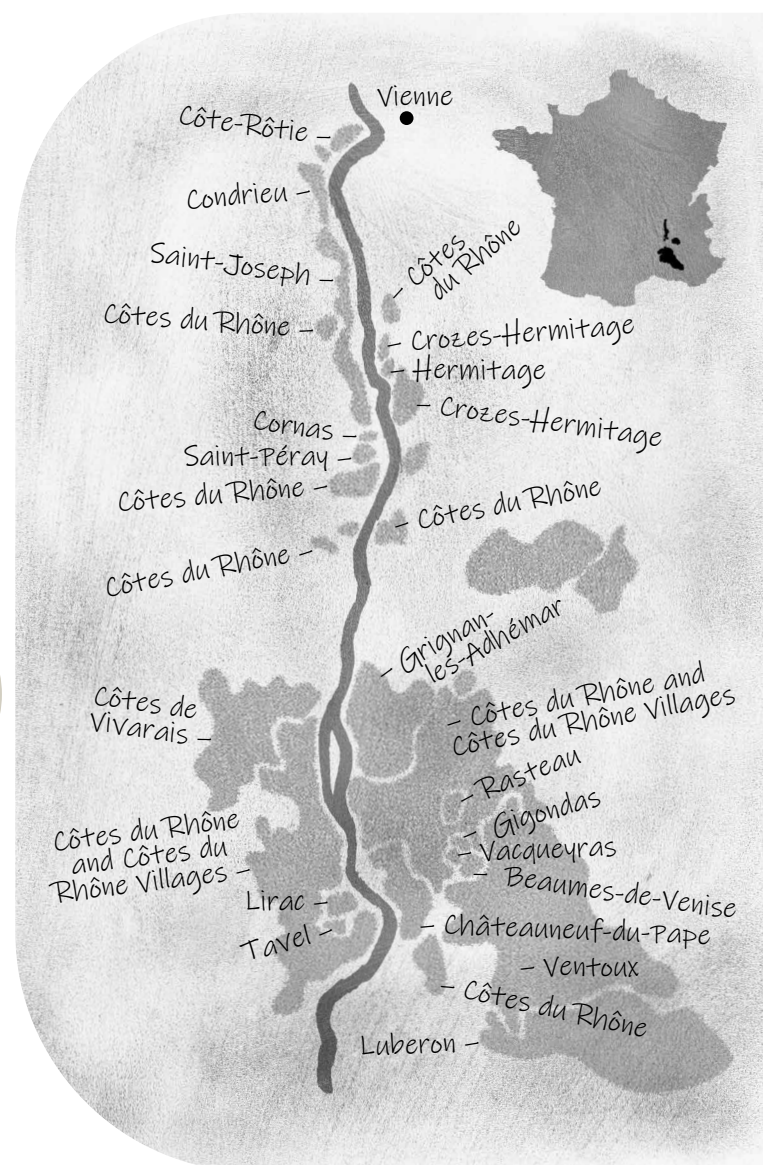 Vienne
Côte-Rôtie
Condrieu
Côtes
du Rhône
Saint-Joseph
Côtes du Rhône
Crozes-Hermitage
Hermitage
Crozes-Hermitage
Cornas
Saint-Péray
Côtes du Rhône
Côtes du Rhône
Côtes du Rhône
Grignan-
les-Adhémar
Côtes de
Vivarais
Côtes du Rhône and
Côtes du Rhône Villages
Rasteau
Gigondas
Côtes du Rhône
and Côtes du
Rhône Villages
Vacqueyras
Beaumes-de-Venise
Lirac
Châteauneuf-du-Pape
Tavel
Ventoux
Côtes du Rhône
Luberon